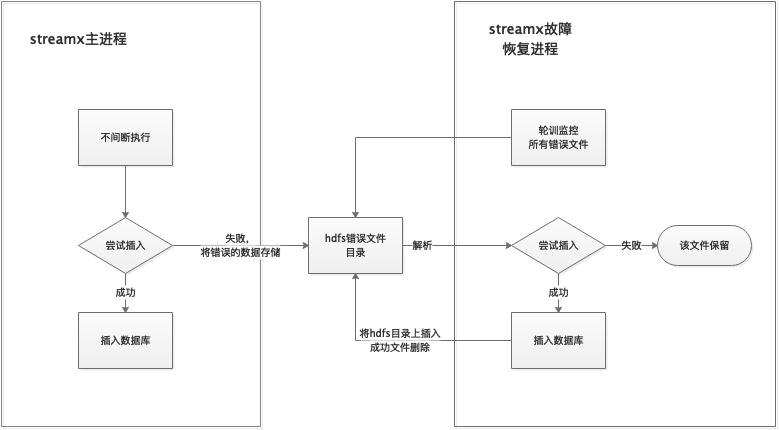 streamx主进程
不间断执行
尝试插入
成功
插入数据库
失败，
将错误的数据存储
hdfs错误文件
目录
streamx故障
恢复进程
轮训监控
所有错误文件
解析
尝试插入
失败
该文件保留
成功
插入数据库
将hdfs目录上插入
成功文件删除